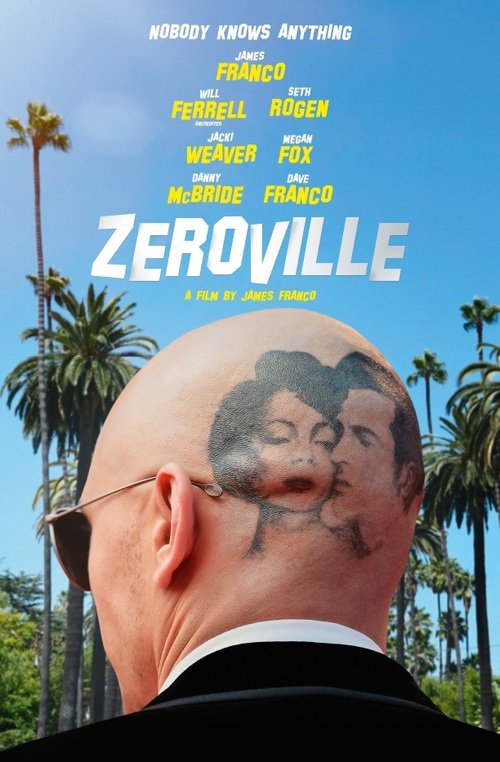 NOBODY KNOWS ANYTHING
JAMES
FRANCO
WILL
FERRELL
UNCREDITED
SETH
ROGEN
JACKI
WEAVER
MEGAN
FOX
DANNY
McBRIDE
DAVE
FRANCO
ZEROVILLE
A FILM BY JAMES FRANCO